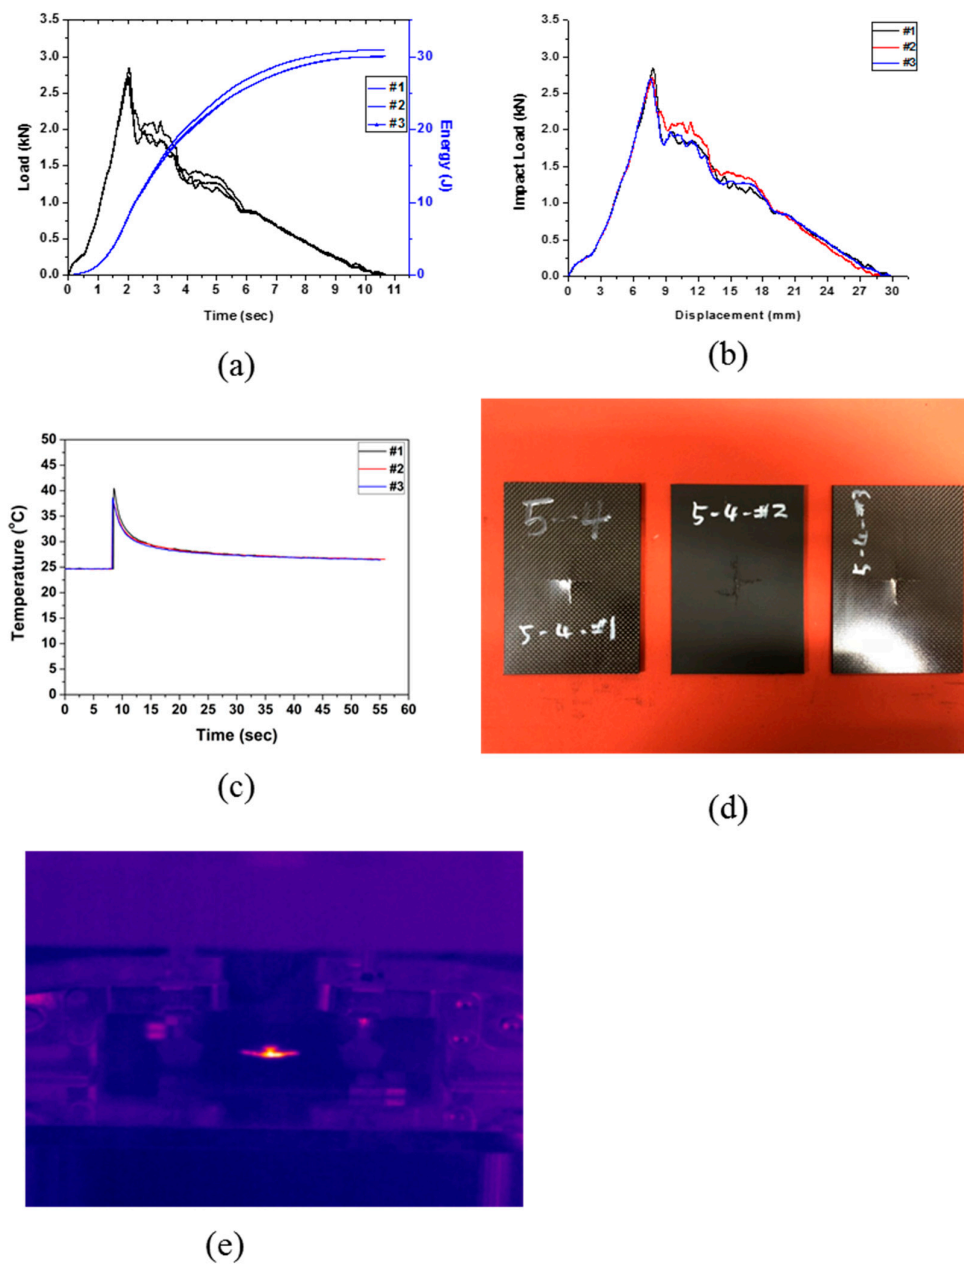 3.5
3.0
2.5
2.0
1.5
1.0
0.5
0.0
Load (kN)
0 1 2 3 4 5 6 7 8 9 10 11
Time (sec)
30
20
10
0
Energy (J)
#1
#2
#3
(a)
3.5
3.0
2.5
2.0
1.5
1.0
0.5
0.0
Impact Load (kN)
0 3 6 9 12 15 18 21 24 27 30
Displacement (mm)
#1
#2
#3
(b)
50
45
40
35
30
25
20
15
10
5
0
Temperature (°C)
0 5 10 15 20 25 30 35 40 45 50 55 60
Time (sec)
#1
#2
#3
(c)
5-4
5-4-#1
5-4-#2
5-4-#3
(d)
(e)